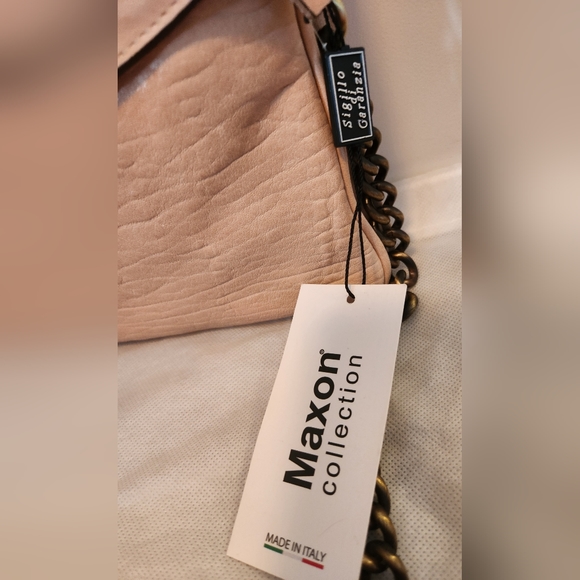 Sigillo
di
Garanzia
Maxon®
collection
MADE IN ITALY